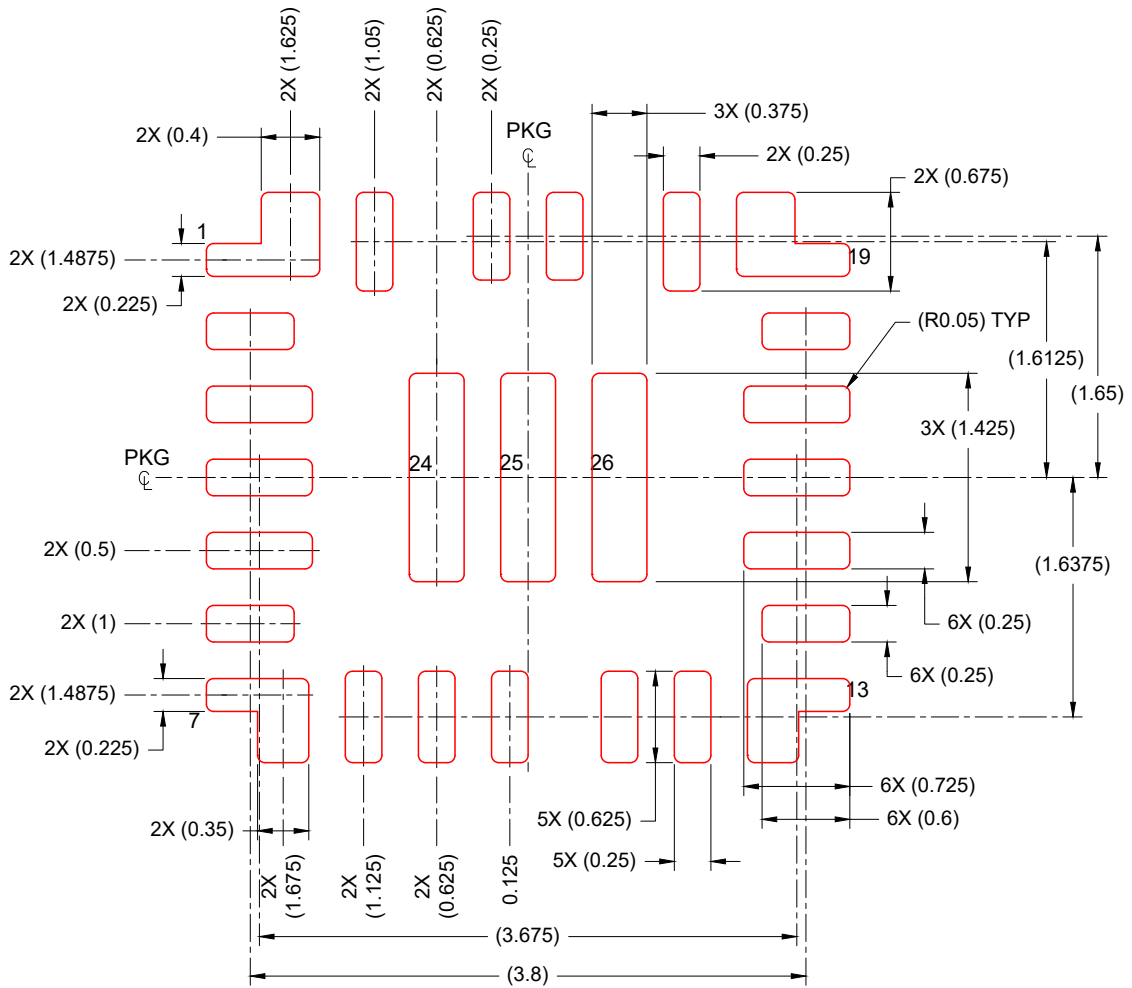 2X (1.625)
2X (1.05)
2X (0.625)
2X (0.25)
3X (0.375)
2X (0.4)
PKG
℄
2X (0.25)
2X (0.675)
1
19
2X (1.4875)
2X (0.225)
(R0.05) TYP
(1.6125)
(1.65)
3X (1.425)
PKG
℄
24
25
26
2X (0.5)
(1.6375)
2X (1)
6X (0.25)
6X (0.25)
2X (1.4875)
7
13
2X (0.225)
6X (0.725)
5X (0.625)
6X (0.6)
2X (0.35)
5X (0.25)
2X
(1.675)
2X
(1.125)
2X
(0.625)
0.125
(3.675)
(3.8)